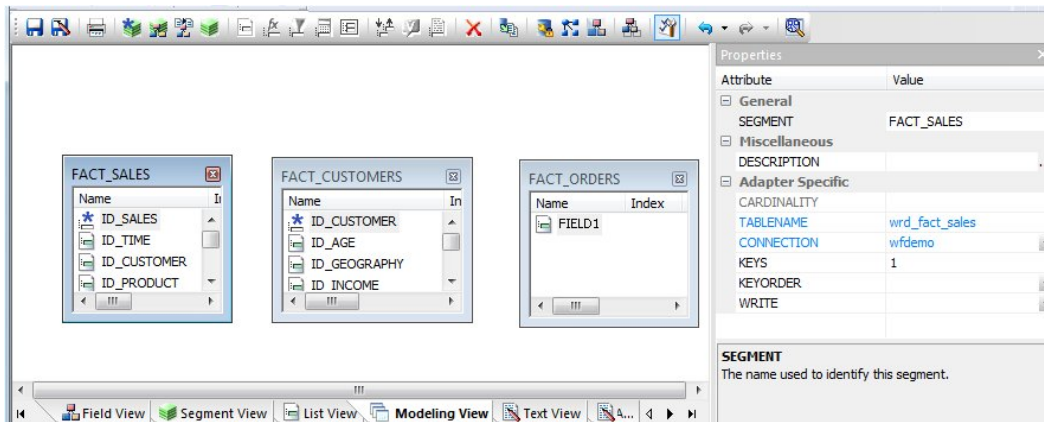 Properties
Attribute Value
General
SEGMENT FACT_SALES
Miscellaneous
DESCRIPTION
Adapter Specific
CARDINALITY
TABLENAME wrd_fact_sales
CONNECTION wfdemo
KEYS 1
KEYORDER
WRITE
SEGMENT
The name used to identify this segment.
FACT_SALES
Name
ID_SALES
ID_TIME
ID_CUSTOMER
ID_PRODUCT
FACT_CUSTOMERS
Name In
ID_CUSTOMER
ID_AGE
ID_GEOGRAPHY
ID_INCOME
FACT_ORDERS
Name Index
FIELD1
Field View Segment View List View Modeling View Text View A...